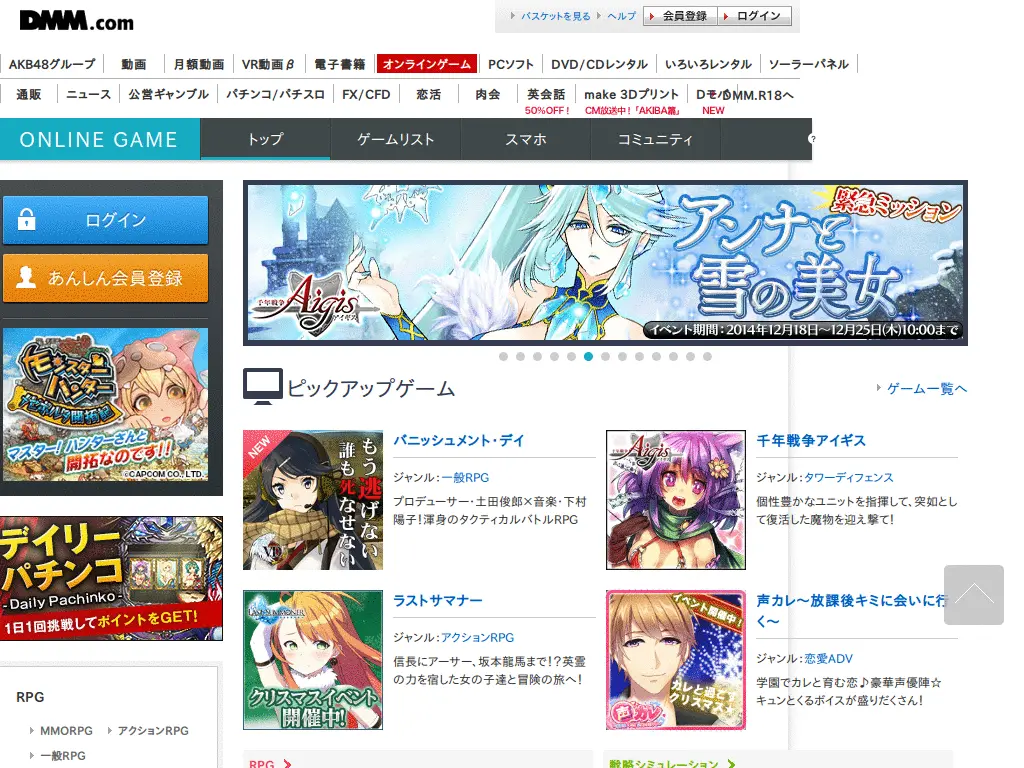 DMM.com
バスケットを見る
ヘルプ
会員登録
ログイン
AKB48グループ
動画
月額動画
VR動画β
電子書籍
オンラインゲーム
PCソフト
DVD/CDレンタル
いろいろレンタル
ソーラーパネル
通販
ニュース
公営ギャンブル
パチンコ/パチスロ
FX/CFD
恋活
肉会
英会話
50%OFF!
make 3Dプリント
CM放送中!「AKIBA篇」
DMM.R18へ
NEW
ONLINE GAME
トップ
ゲームリスト
スマホ
コミュニティ
?
ログイン
あんしん会員登録
モンスターハンター
マスター!ハンターさんと
開拓なのです!!
©CAPCOM CO., LTD.
デイリー
パチンコ
-Daily Pachinko-
1日1回挑戦してポイントをGET!
RPG
MMORPG
アクションRPG
一般RPG
緊急ミッション
アンナと
雪の美女
千年戦争
Aigis
アイギス
イベント期間:2014年12月18日〜12月25日(木)10:00まで
ピックアップゲーム
ゲーム一覧へ
NEW
もう逃げない
誰も死なせない
バニッシュメント・デイ
ジャンル:一般RPG
プロデューサー・土田俊郎×音楽・下村
陽子!渾身のタクティカルバトルRPG
Aigis
千年戦争アイギス
ジャンル:タワーディフェンス
個性豊かなユニットを指揮して、突如とし
て復活した魔物を迎え撃て!
LAST SUMMONER
クリスマスイベント
開催中!
ラストサマナー
ジャンル:アクションRPG
信長にアーサー、坂本龍馬まで!?英霊
の力を宿した女の子達と冒険の旅へ!
イベント開催中!
カレと過ごす
クリスマス
声カレ
声カレ〜放課後キミに会いに行
く〜
ジャンル:恋愛ADV
学園でカレと育む恋♪豪華声優陣☆
キュンとくるボイスが盛りだくさん!
RPG
戦略シミュレーション